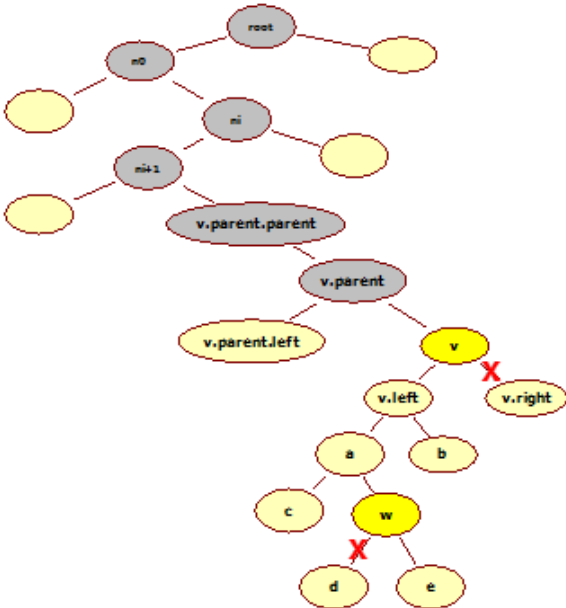 root
n0
ni
ni+1
v.parent.parent
v.parent
v.parent.left
v
X
v.left
v.right
a
b
c
w
X
d
e